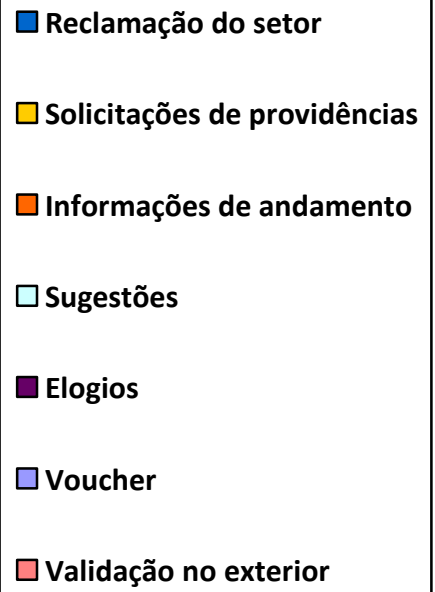 Reclamação do setor
Solicitações de providências
Informações de andamento
Sugestões
Elogios
Voucher
Validação no exterior